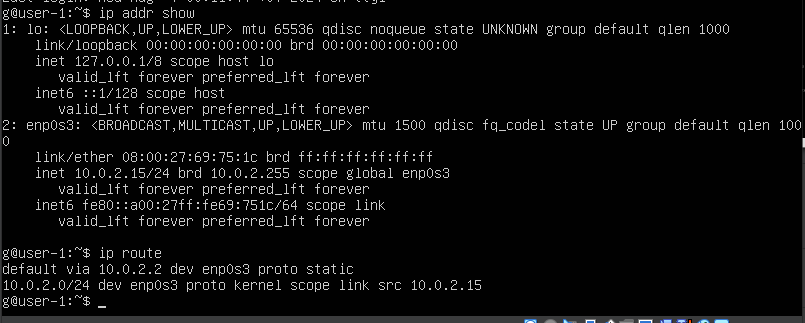 g@user-1:~$ ip addr show
1: lo: <LOOPBACK,UP,LOWER_UP> mtu 65536 qdisc noqueue state UNKNOWN group default qlen 1000
    link/loopback 00:00:00:00:00:00 brd 00:00:00:00:00:00
    inet 127.0.0.1/8 scope host lo
       valid_lft forever preferred_lft forever
    inet6 ::1/128 scope host
       valid_lft forever preferred_lft forever
2: enp0s3: <BROADCAST,MULTICAST,UP,LOWER_UP> mtu 1500 qdisc fq_codel state UP group default qlen 100
0
    link/ether 08:00:27:69:75:1c brd ff:ff:ff:ff:ff:ff
    inet 10.0.2.15/24 brd 10.0.2.255 scope global enp0s3
       valid_lft forever preferred_lft forever
    inet6 fe80::a00:27ff:fe69:751c/64 scope link
       valid_lft forever preferred_lft forever
g@user-1:~$ ip route
default via 10.0.2.2 dev enp0s3 proto static
10.0.2.0/24 dev enp0s3 proto kernel scope link src 10.0.2.15
g@user-1:~$ _